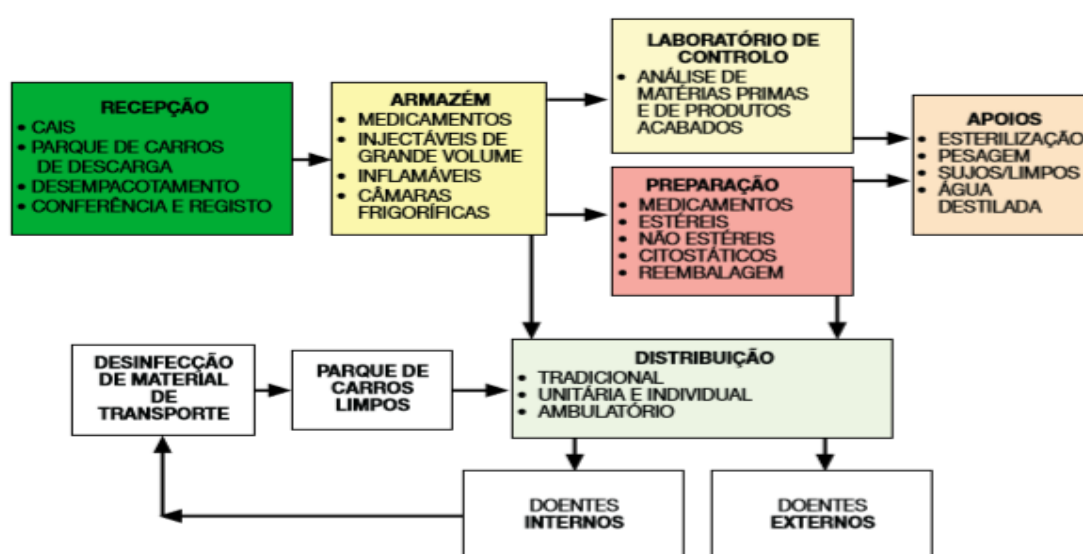 RECEPÇÃO
• CAIS
• PARQUE DE CARROS
DE DESCARGA
• DESEMPACOTAMENTO
• CONFERÊNCIA E REGISTO
ARMAZÉM
• MEDICAMENTOS
• INJECTÁVEIS DE
GRANDE VOLUME
• INFLAMÁVEIS
• CÂMARAS
FRIGORÍFICAS
LABORATÓRIO DE
CONTROLO
• ANÁLISE DE
MATÉRIAS PRIMAS
E DE PRODUTOS
ACABADOS
PREPARAÇÃO
• MEDICAMENTOS
• ESTÉREIS
• NÃO ESTÉREIS
• CITOSTÁTICOS
• REEMBALAGEM
APOIOS
• ESTERILIZAÇÃO
• PESAGEM
• SUJOS/LIMPOS
• ÁGUA
DESTILADA
DESINFECÇÃO
DE MATERIAL
DE
TRANSPORTE
PARQUE DE
CARROS
LIMPOS
DISTRIBUIÇÃO
• TRADICIONAL
• UNITÁRIA E INDIVIDUAL
• AMBULATÓRIO
DOENTES
INTERNOS
DOENTES
EXTERNOS